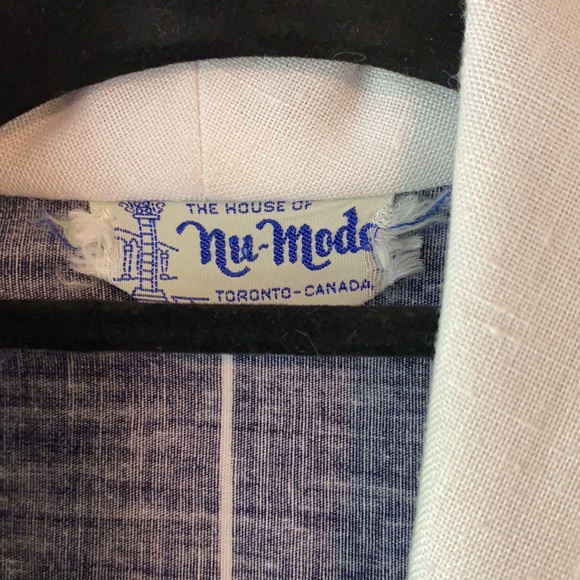 THE HOUSE OF
nu-mode
TORONTO-CANADA.